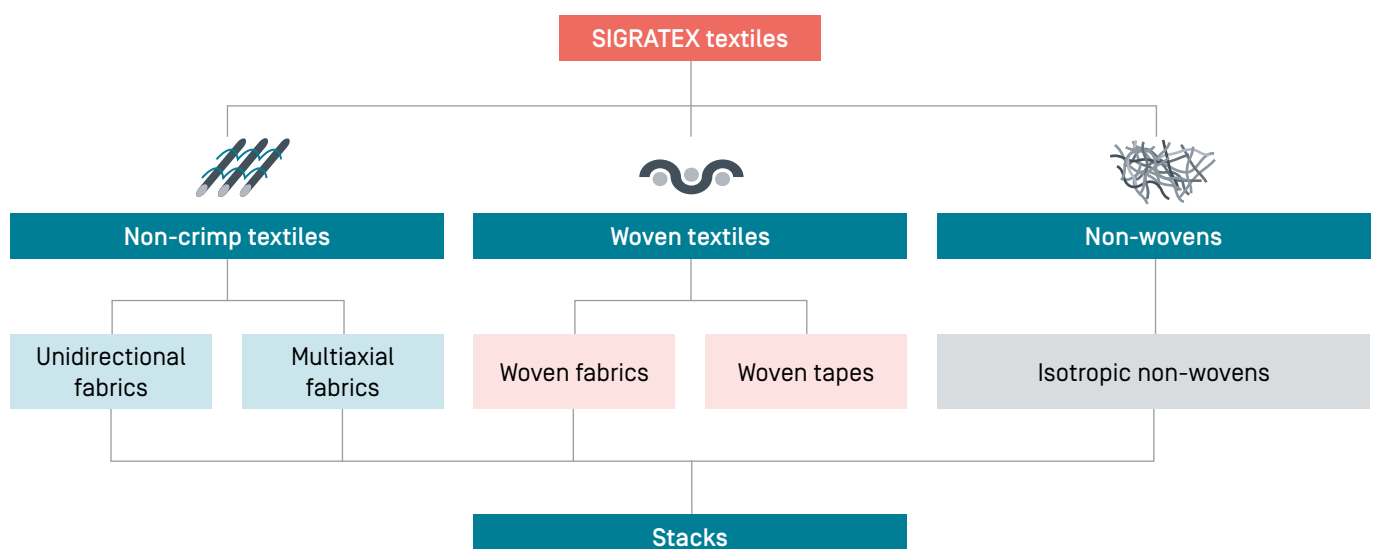 SIGRATEX textiles
Non-crimp textiles
Woven textiles
Non-wovens
Unidirectional
fabrics
Multiaxial
fabrics
Woven fabrics
Woven tapes
Isotropic non-wovens
Stacks